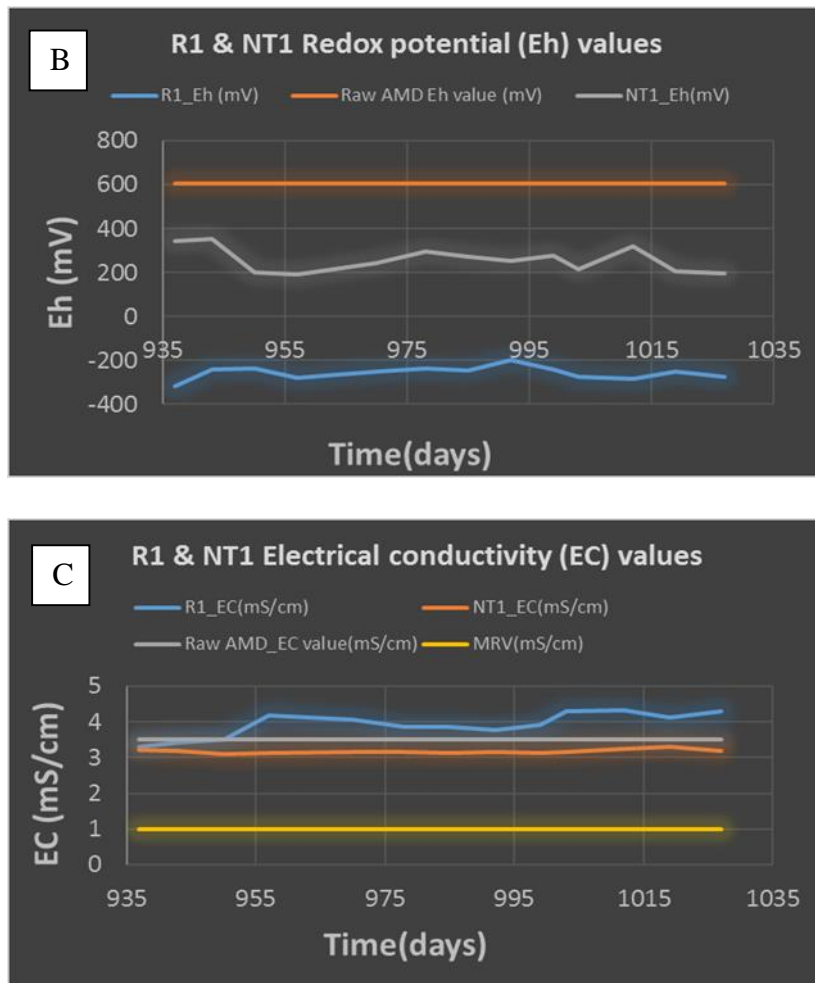 B
R1 & NT1 Redox potential (Eh) values
R1_Eh (mV) Raw AMD Eh value (mV) NT1_Eh(mV)
800
600
400
200
0
-200
-400
935 955 975 995 1015 1035
Eh (mV)
Time(days)
C
R1 & NT1 Electrical conductivity (EC) values
R1_EC(mS/cm) NT1_EC(mS/cm)
Raw AMD_EC value(mS/cm) MRV(mS/cm)
5
4
3
2
1
0
935 955 975 995 1015 1035
EC (mS/cm)
Time(days)